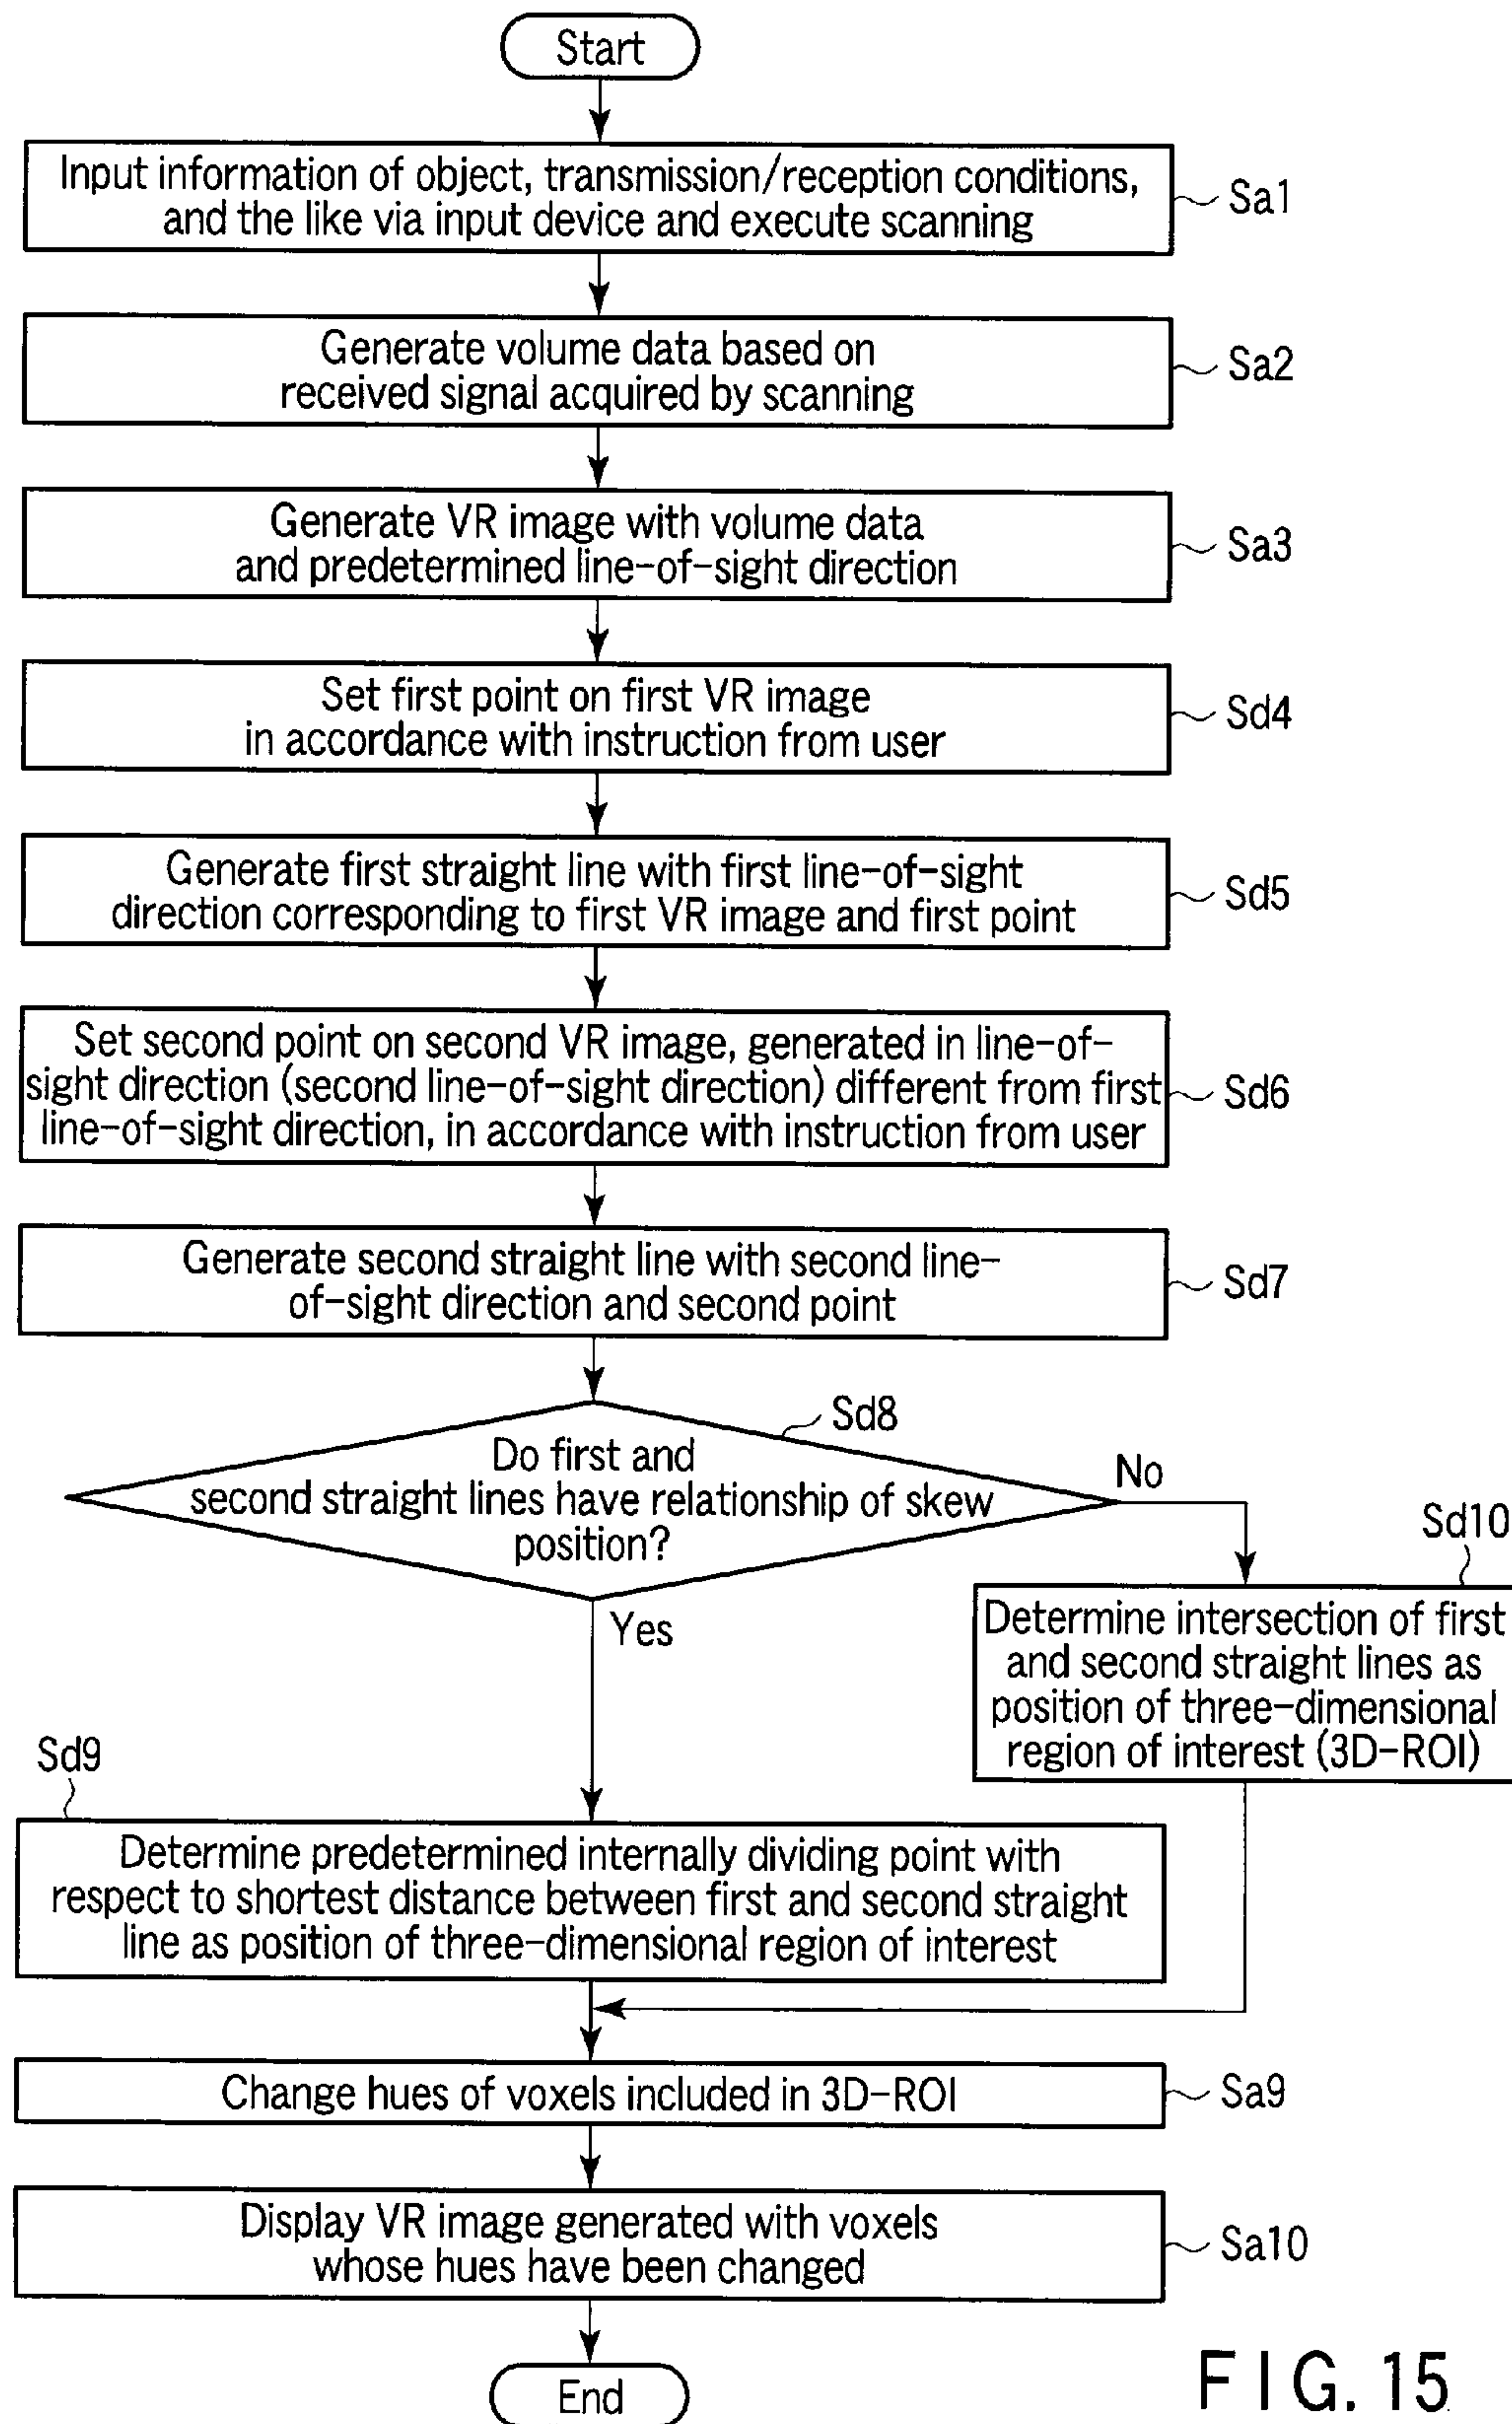 Start
Input information of object, transmission/reception conditions,
and the like via input device and execute scanning
Sa1
Generate volume data based on
received signal acquired by scanning
Sa2
Generate VR image with volume data
and predetermined line-of-sight direction
Sa3
Set first point on first VR image
in accordance with instruction from user
Sd4
Generate first straight line with first line-of-sight
direction corresponding to first VR image and first point
Sd5
Set second point on second VR image, generated in line-of-
sight direction (second line-of-sight direction) different from first
line-of-sight direction, in accordance with instruction from user
Sd6
Generate second straight line with second line-
of-sight direction and second point
Sd7
Sd8
Do first and
second straight lines have relationship of skew
position?
No
Yes
Sd10
Determine intersection of first
and second straight lines as
position of three-dimensional
region of interest (3D-ROI)
Sd9
Determine predetermined internally dividing point with
respect to shortest distance between first and second straight
line as position of three-dimensional region of interest
Change hues of voxels included in 3D-ROI
Sa9
Display VR image generated with voxels
whose hues have been changed
Sa10
End
FIG. 15